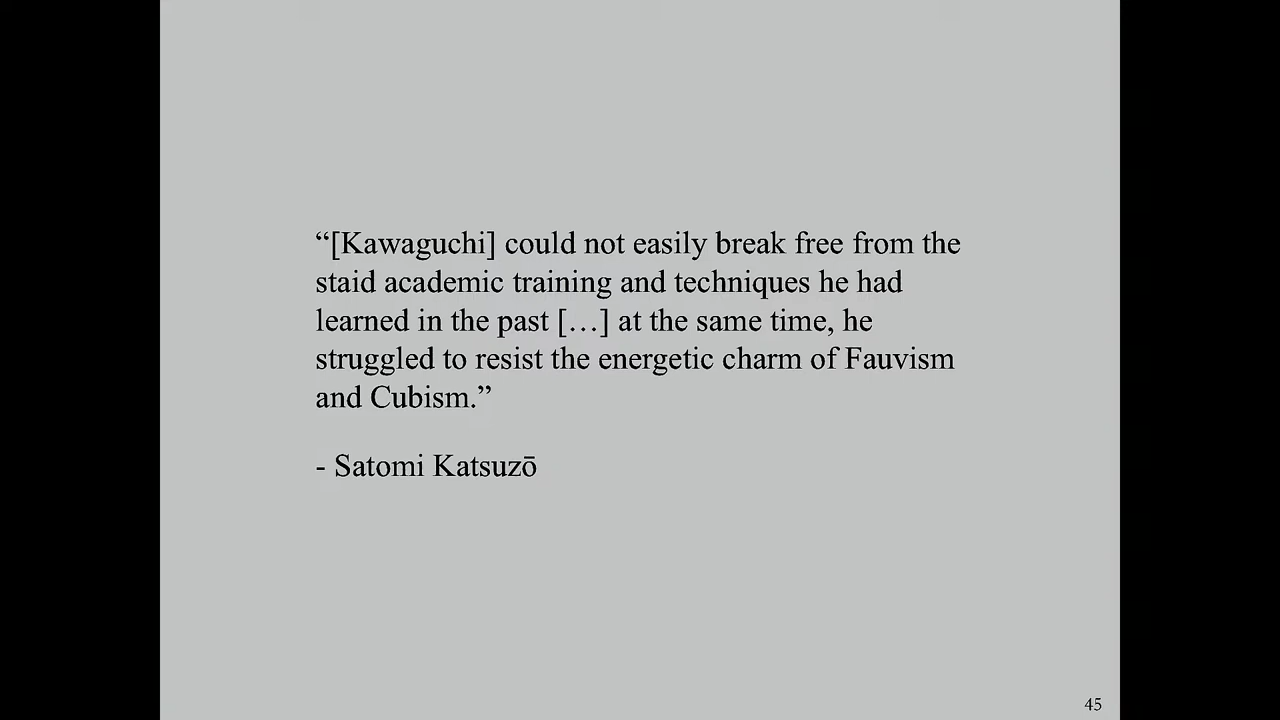 “[Kawaguchi] could not easily break free from the
staid academic training and techniques he had
learned in the past […] at the same time, he
struggled to resist the energetic charm of Fauvism
and Cubism.”
- Satomi Katsuzō
45